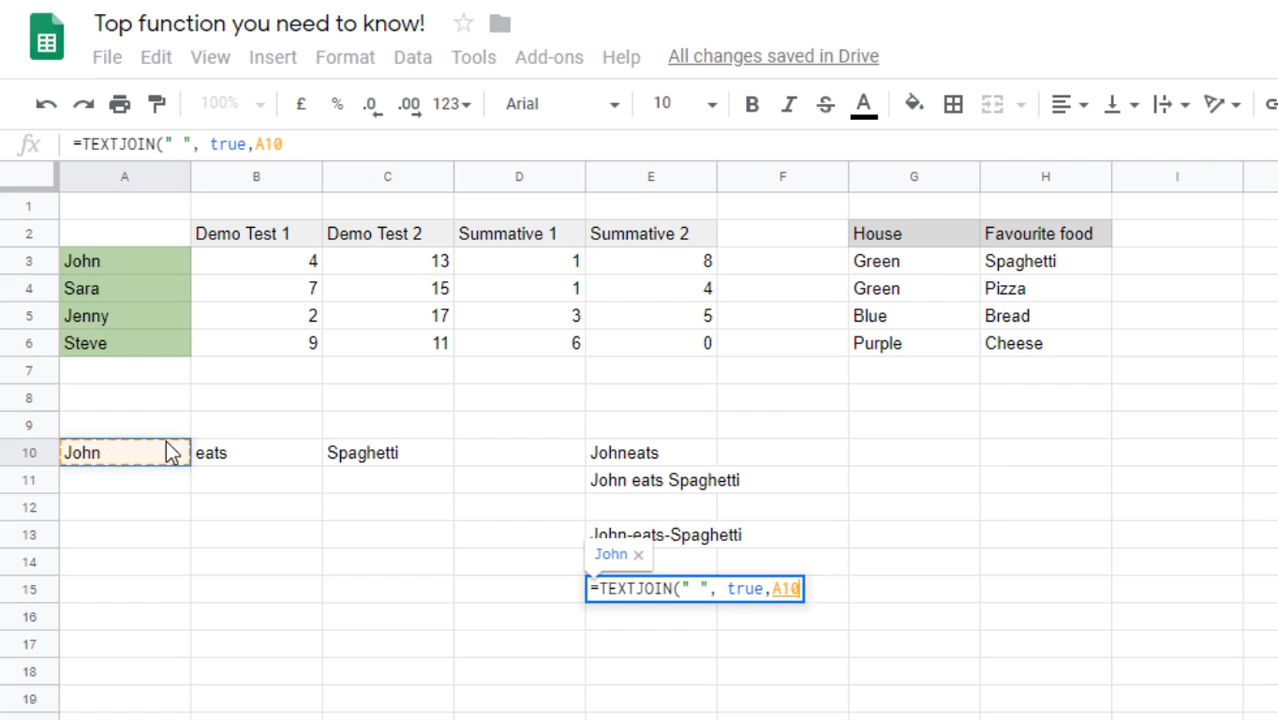 Top function you need to know!
File Edit View Insert Format Data Tools Add-ons Help All changes saved in Drive
100% £ % .0 .00 123 Arial 10 B I S A
fx =TEXTJOIN(" ", true,A10
A B C D E F G H I
1
2 Demo Test 1 Demo Test 2 Summative 1 Summative 2 House Favourite food
3 John 4 13 1 8 Green Spaghetti
4 Sara 7 15 1 4 Green Pizza
5 Jenny 2 17 3 5 Blue Bread
6 Steve 9 11 6 0 Purple Cheese
7
8
9
10 John eats Spaghetti Johneats
11 John eats Spaghetti
12
13 John-eats-Spaghetti
14 John ×
15 =TEXTJOIN(" ", true,A10
16
17
18
19